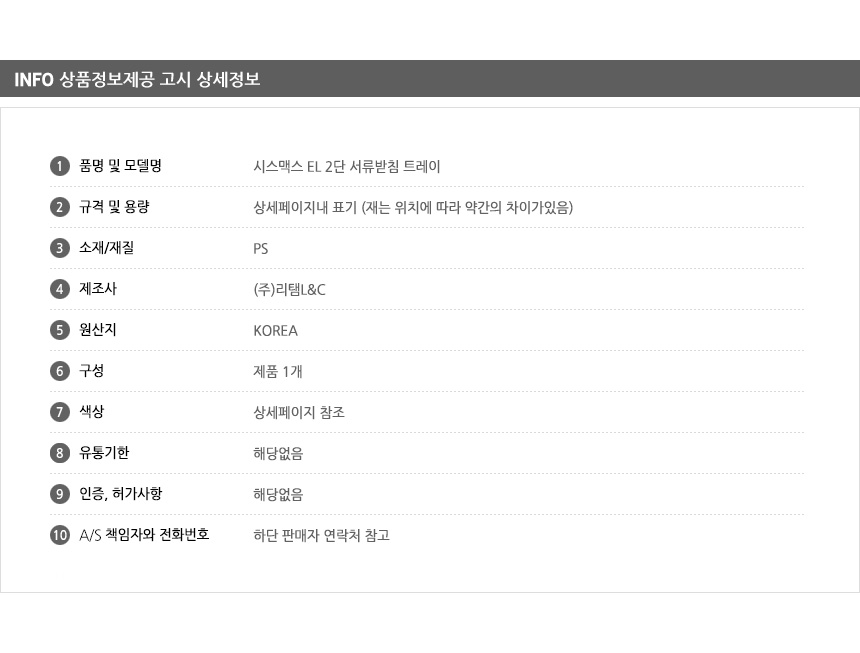 INFO 상품정보제공 고시 상세정보
1 품명 및 모델명 시스맥스 EL 2단 서류받침 트레이
2 규격 및 용량 상세페이지내 표기 (재는 위치에 따라 약간의 차이가있음)
3 소재/재질 PS
4 제조사 (주)리탬L&C
5 원산지 KOREA
6 구성 제품 1개
7 색상 상세페이지 참조
8 유통기한 해당없음
9 인증, 허가사항 해당없음
10 A/S 책임자와 전화번호 하단 판매자 연락처 참고